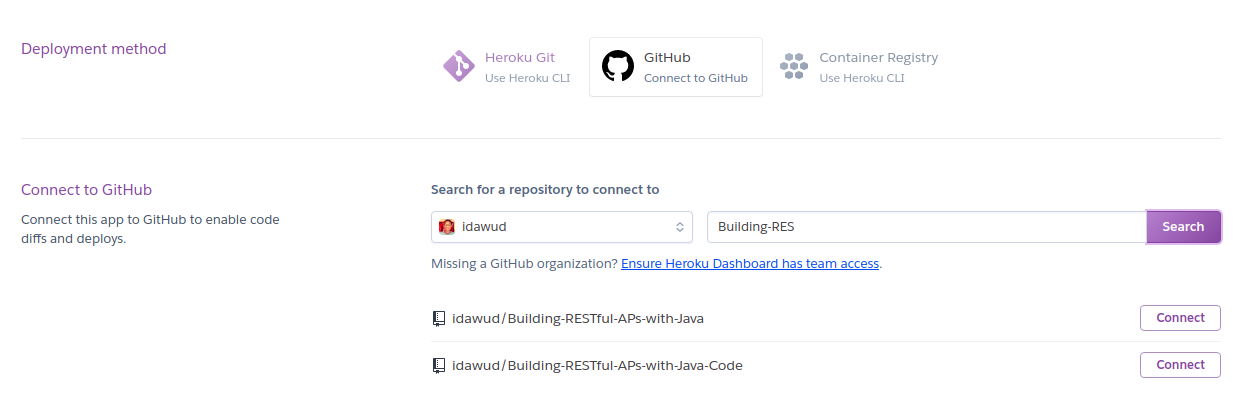 Deployment method
Heroku Git
Use Heroku CLI
GitHub
Connect to GitHub
Container Registry
Use Heroku CLI
Connect to GitHub
Connect this app to GitHub to enable code
diffs and deploys.
Search for a repository to connect to
idawud
Building-RES
Search
Missing a GitHub organization? Ensure Heroku Dashboard has team access.
idawud/Building-RESTful-APs-with-Java
Connect
idawud/Building-RESTful-APs-with-Java-Code
Connect